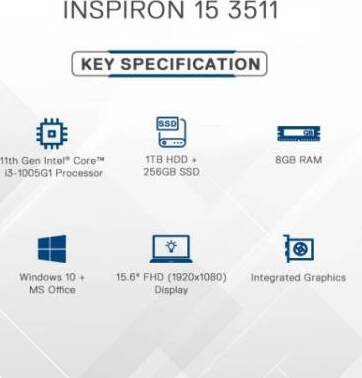 INSPIRON 15 3511
KEY SPECIFICATION
SSD
GB
11th Gen Intel® Core™
i3-1005G1 Processor
1TB HDD +
256GB SSD
8GB RAM
Windows 10 +
MS Office
15.6" FHD (1920x1080)
Display
Integrated Graphics